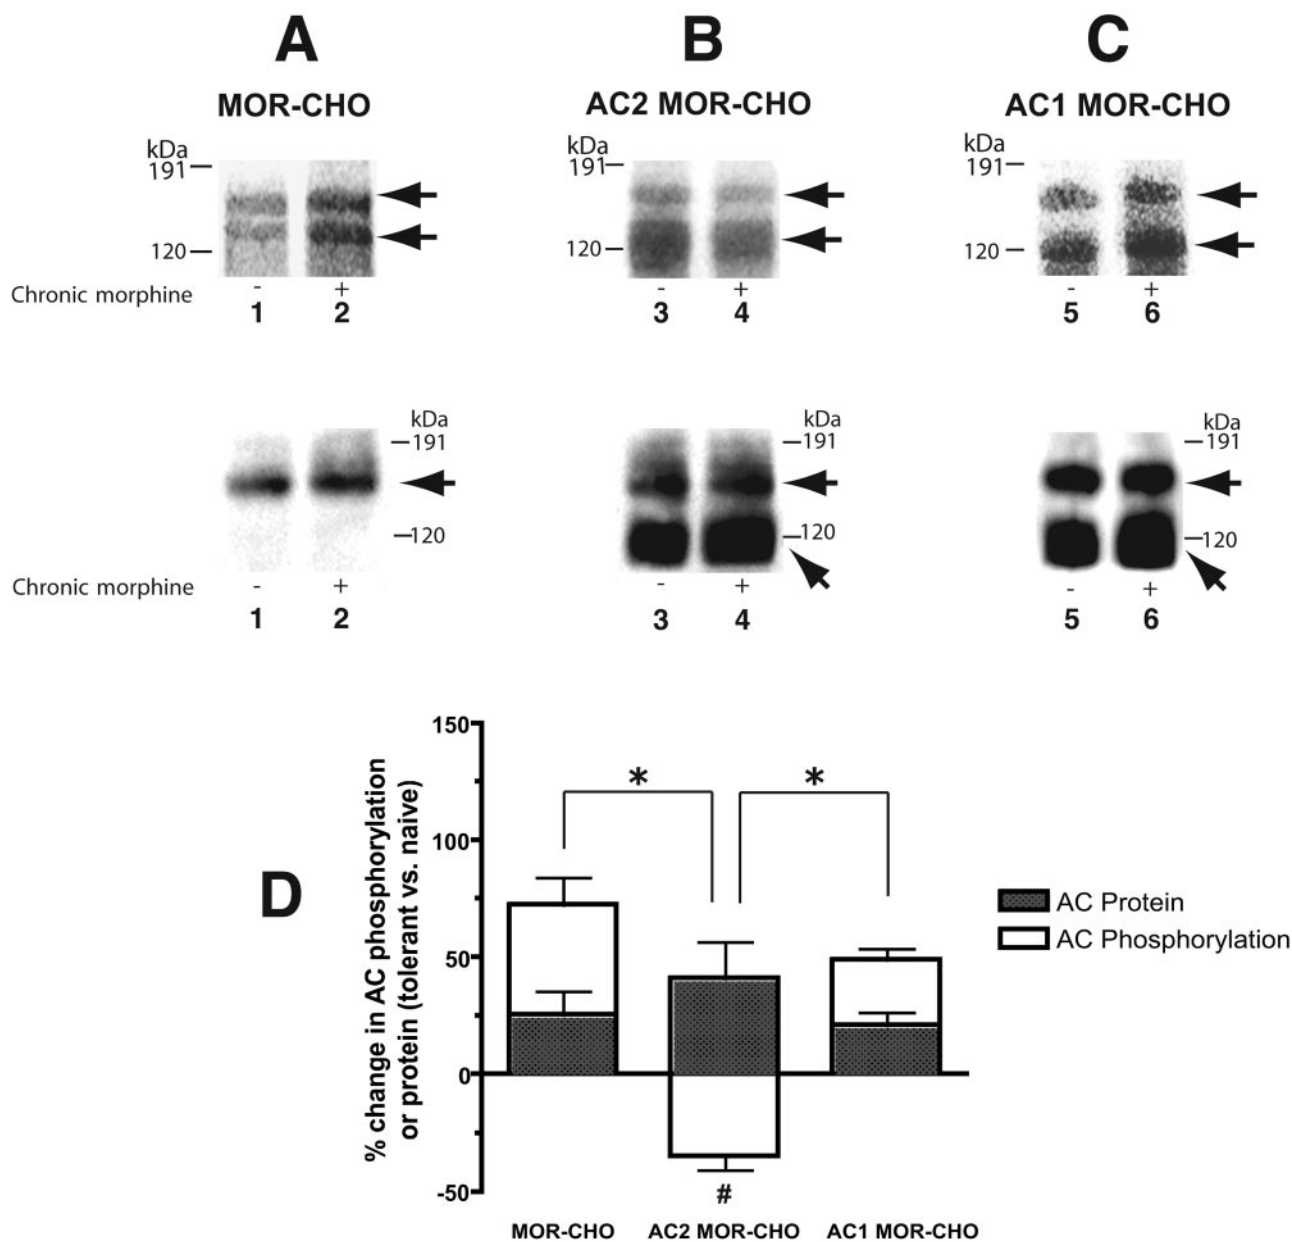 A B C
MOR-CHO AC2 MOR-CHO AC1 MOR-CHO
kDa kDa kDa
191 191 191
120 120 120
Chronic morphine - + - + - +
1 2 3 4 5 6
kDa kDa kDa
191 191 191
120 120 120
Chronic morphine - + - + - +
1 2 3 4 5 6
D
% change in AC phosphorylation
or protein (tolerant vs. naive)
150
100
50
0
-50
* *
#
AC Protein
AC Phosphorylation
MOR-CHO AC2 MOR-CHO AC1 MOR-CHO